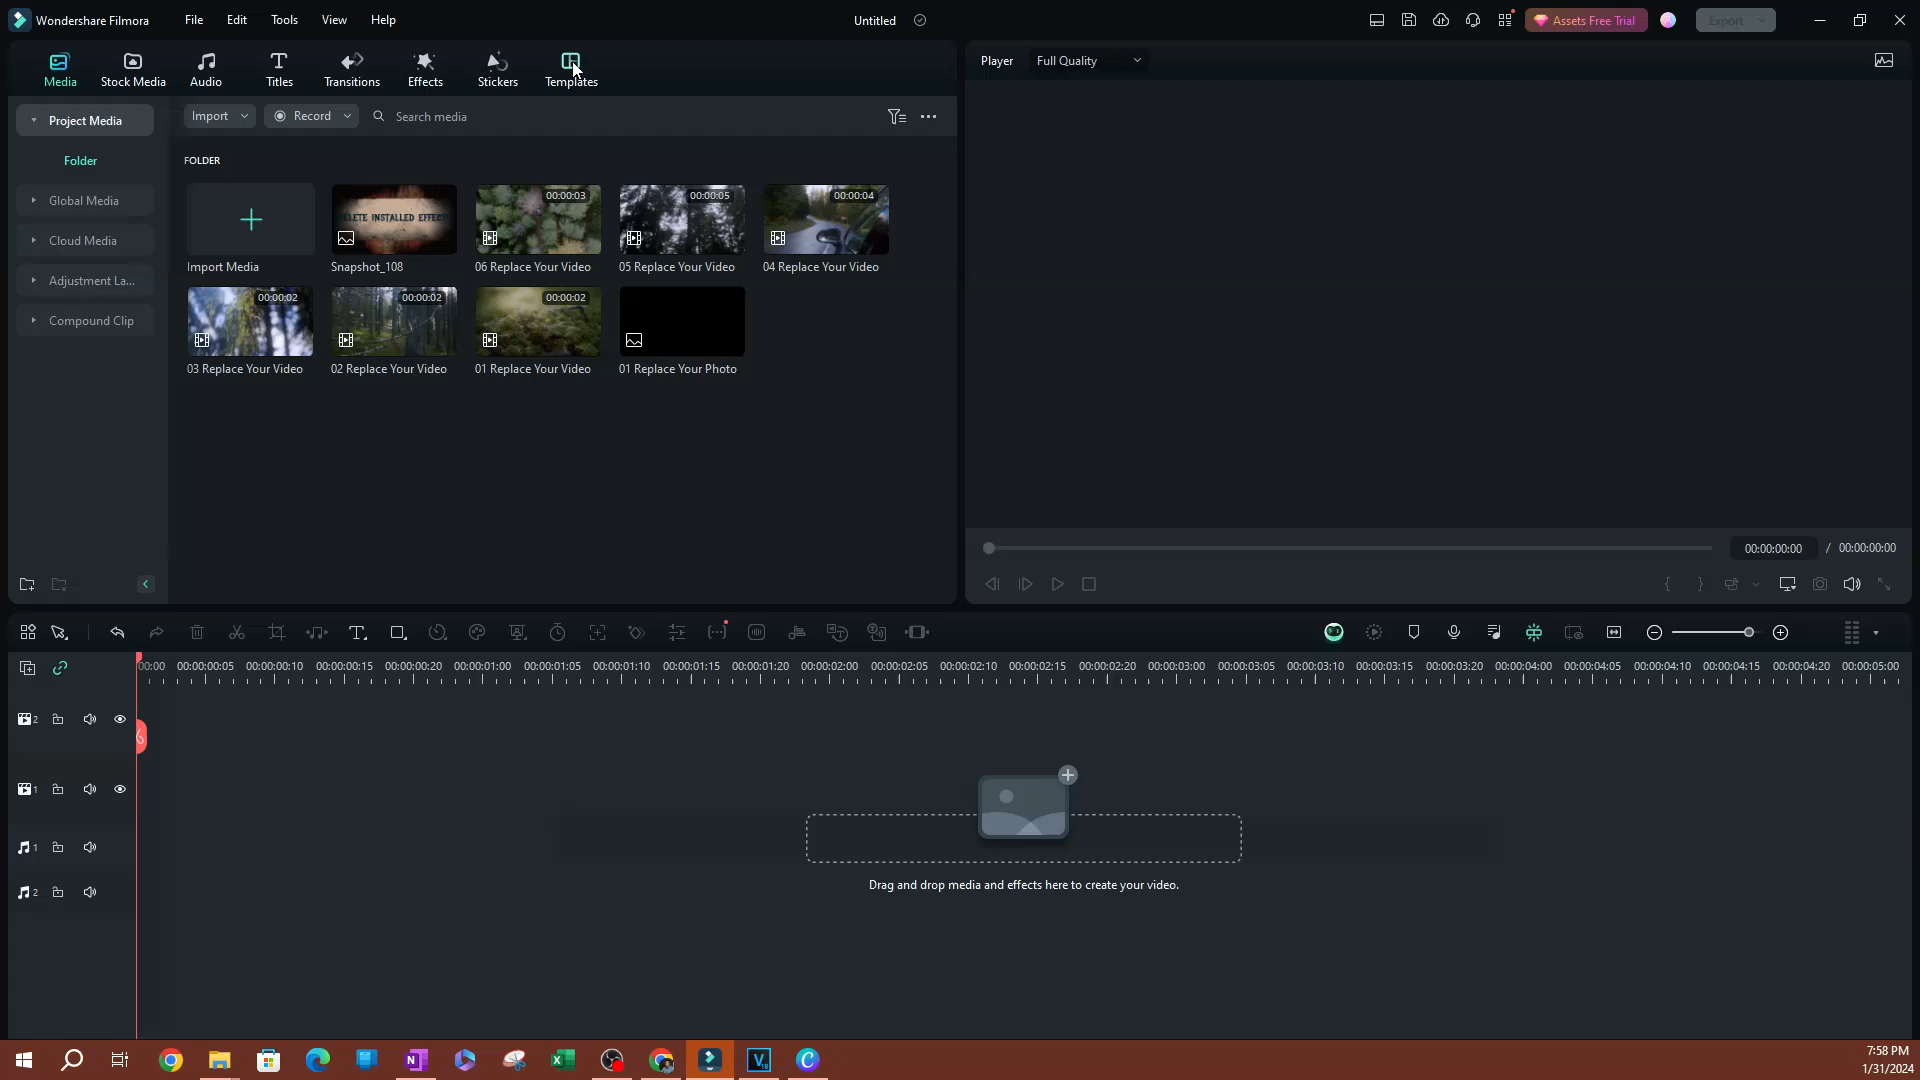 Wondershare Filmora File Edit Tools View Help Untitled Assets Free Trial Export
Media Stock Media Audio Titles Transitions Effects Stickers Templates Player Full Quality
Project Media Import Record Search media
Folder FOLDER
Global Media
Cloud Media
Adjustment La...
Compound Clip
00:00:03 00:00:05 00:00:04
Import Media Snapshot_108 06 Replace Your Video 05 Replace Your Video 04 Replace Your Video
00:00:02 00:00:02 00:00:02
03 Replace Your Video 02 Replace Your Video 01 Replace Your Video 01 Replace Your Photo
00:00:00:00 / 00:00:00:00
00:00 00:00:00:05 00:00:00:10 00:00:00:15 00:00:00:20 00:00:01:00 00:00:01:05 00:00:01:10 00:00:01:15 00:00:01:20 00:00:02:00 00:00:02:05 00:00:02:10 00:00:02:15 00:00:02:20 00:00:03:00 00:00:03:05 00:00:03:10 00:00:03:15 00:00:03:20 00:00:04:00 00:00:04:05 00:00:04:10 00:00:04:15 00:00:04:20 00:00:05:00
2
1
1
2
Drag and drop media and effects here to create your video.
7:58 PM
1/31/2024